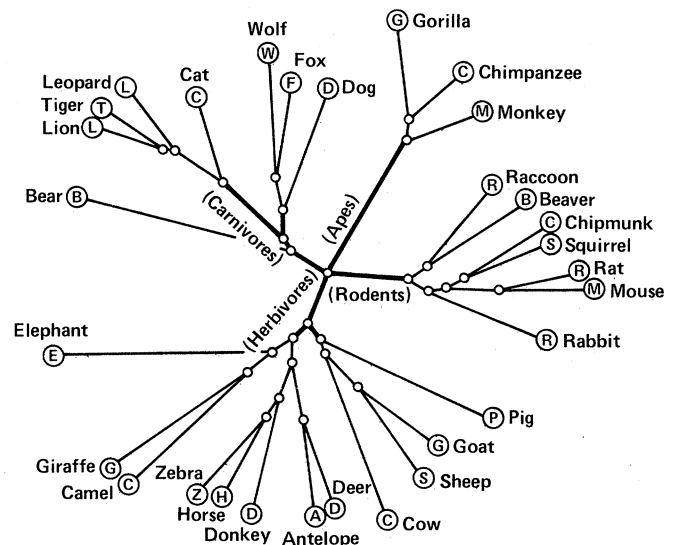 G Gorilla
Wolf
W
Fox
F
D Dog
C Chimpanzee
Leopard L
Cat
C
Tiger T
Lion L
M Monkey
Bear B
Raccoon
R
Beaver
B
C Chipmunk
S Squirrel
(Carnivores)
(Apes)
R Rat
M Mouse
(Rodents)
(Herbivores)
R Rabbit
Elephant
E
P Pig
G Goat
S Sheep
Giraffe G
Camel C
Zebra
Z
Horse
H
Donkey
D
Antelope
A
Deer
D
C Cow